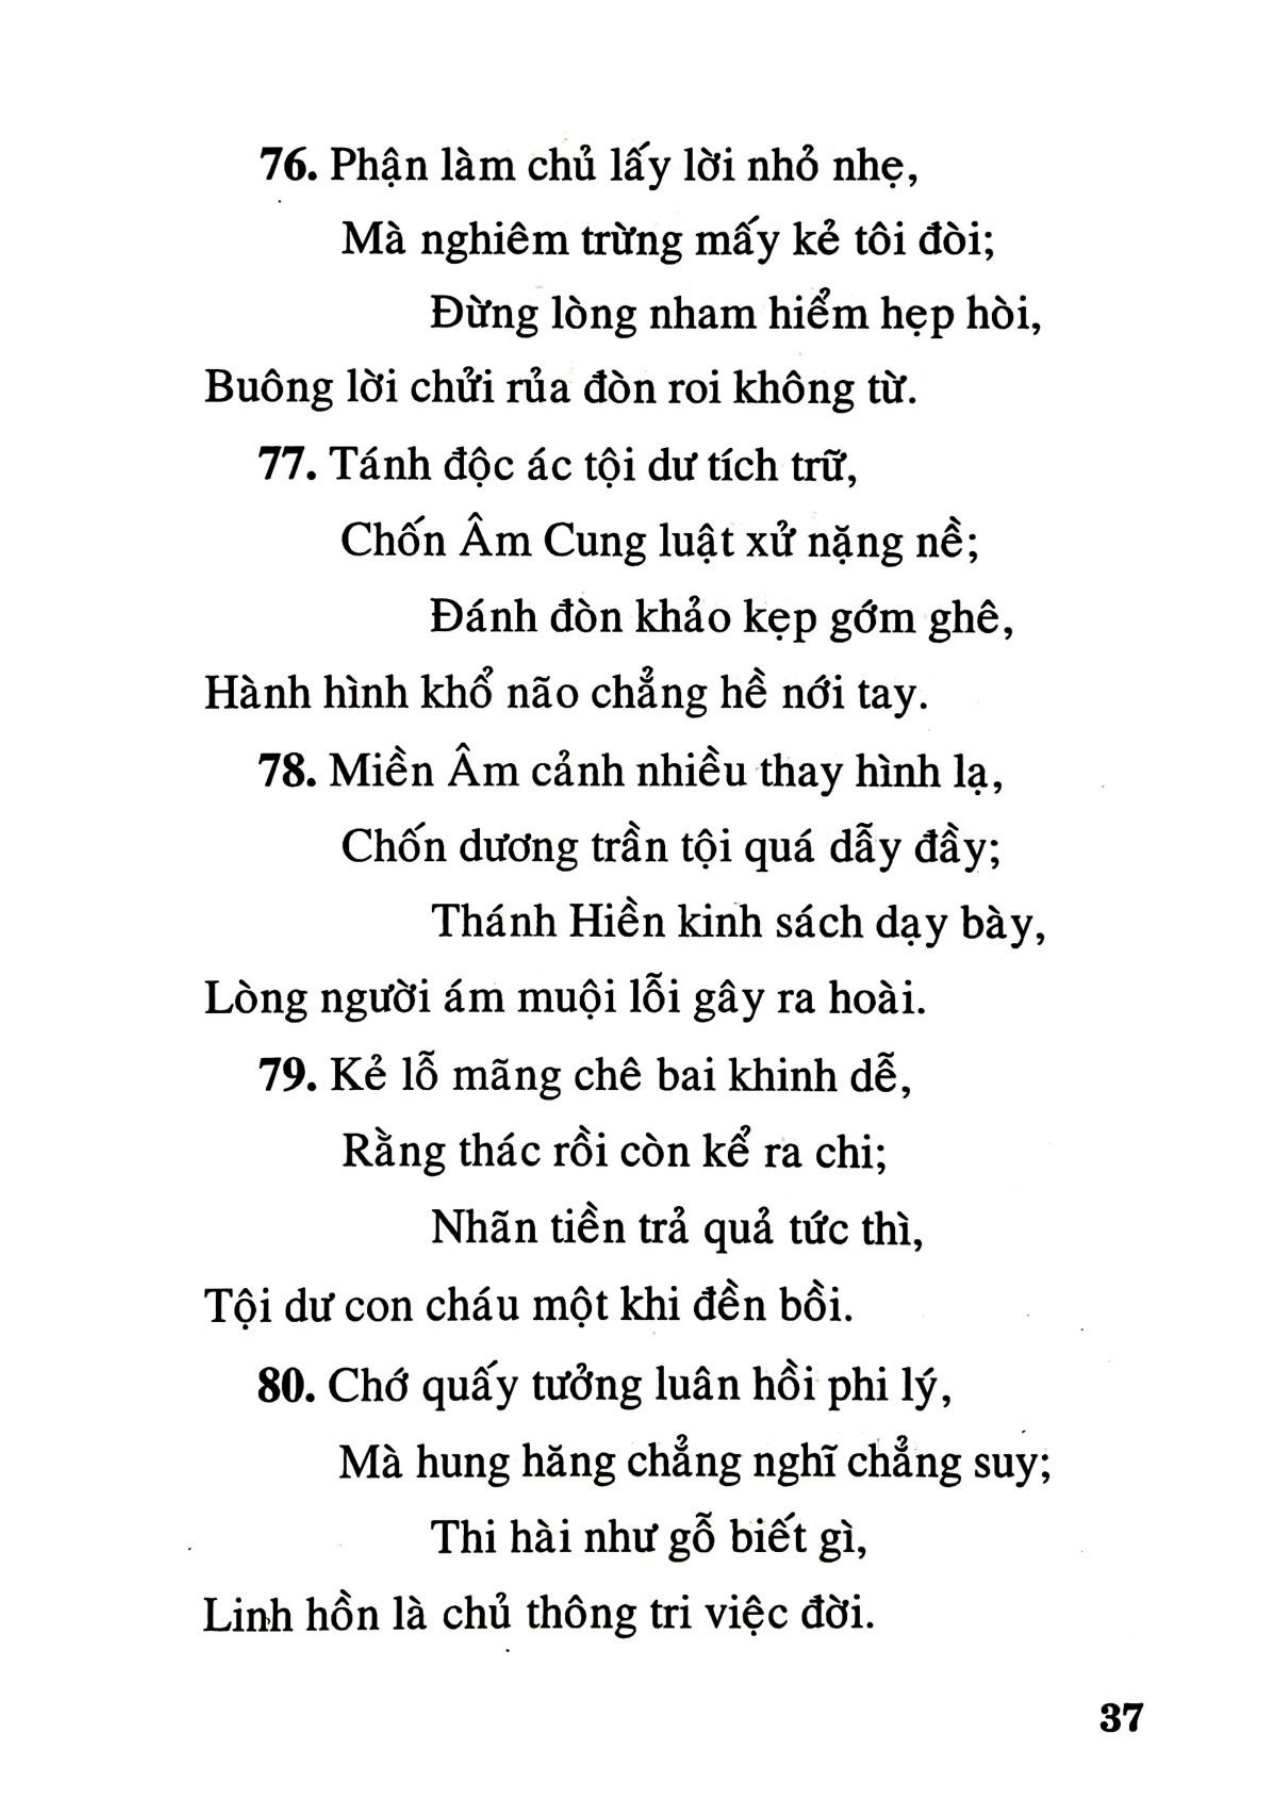 76. Phận làm chủ lấy lời nhỏ nhẹ,
Mà nghiêm trừng mấy kẻ tôi đòi;
Đừng lòng nham hiểm hẹp hòi,
Buông lời chửi rủa đòn roi không từ.
77. Tánh độc ác tội dư tích trữ,
Chốn Âm Cung luật xử nặng nề;
Đánh đòn khảo kẹp gớm ghê,
Hành hình khổ não chẳng hề nới tay.
78. Miền Âm cảnh nhiều thay hình lạ,
Chốn dương trần tội quá dẫy đầy;
Thánh Hiền kinh sách dạy bày,
Lòng người ám muội lỗi gây ra hoài.
79. Kẻ lỗ mãng chê bai khinh dễ,
Rằng thác rồi còn kể ra chi;
Nhãn tiền trả quả tức thì,
Tội dư con cháu một khi đền bồi.
80. Chớ quấy tưởng luân hồi phi lý,
Mà hung hăng chẳng nghĩ chẳng suy;
Thi hài như gỗ biết gì,
Linh hồn là chủ thông tri việc đời.
37